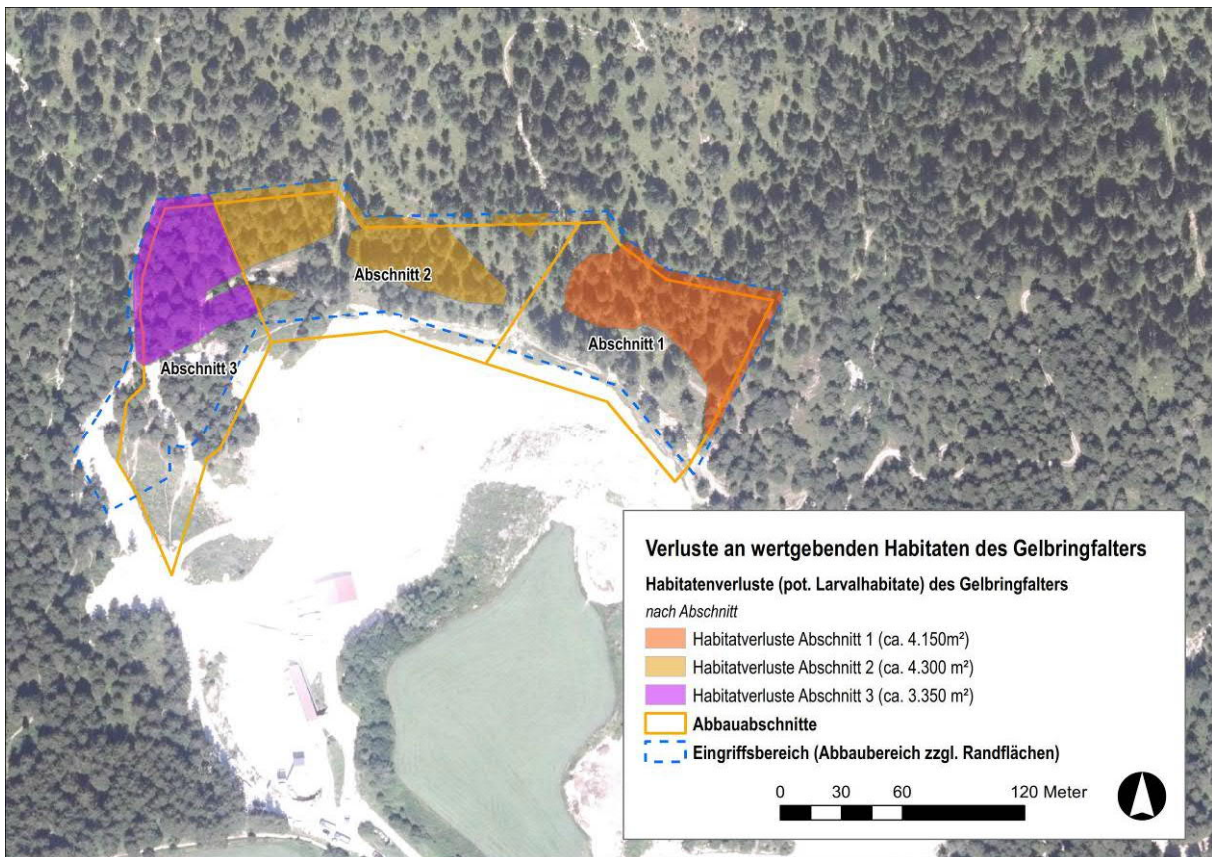 Abschnitt 2
Abschnitt 1
Abschnitt 3
Verluste an wertgebenden Habitaten des Gelbringfalters
Habitatenverluste (pot. Larvalhabitate) des Gelbringfalters
nach Abschnitt
Habitatverluste Abschnitt 1 (ca. 4.150m²)
Habitatverluste Abschnitt 2 (ca. 4.300 m²)
Habitatverluste Abschnitt 3 (ca. 3.350 m²)
Abbauabschnitte
Eingriffsbereich (Abbaubereich zzgl. Randflächen)
0 30 60 120 Meter